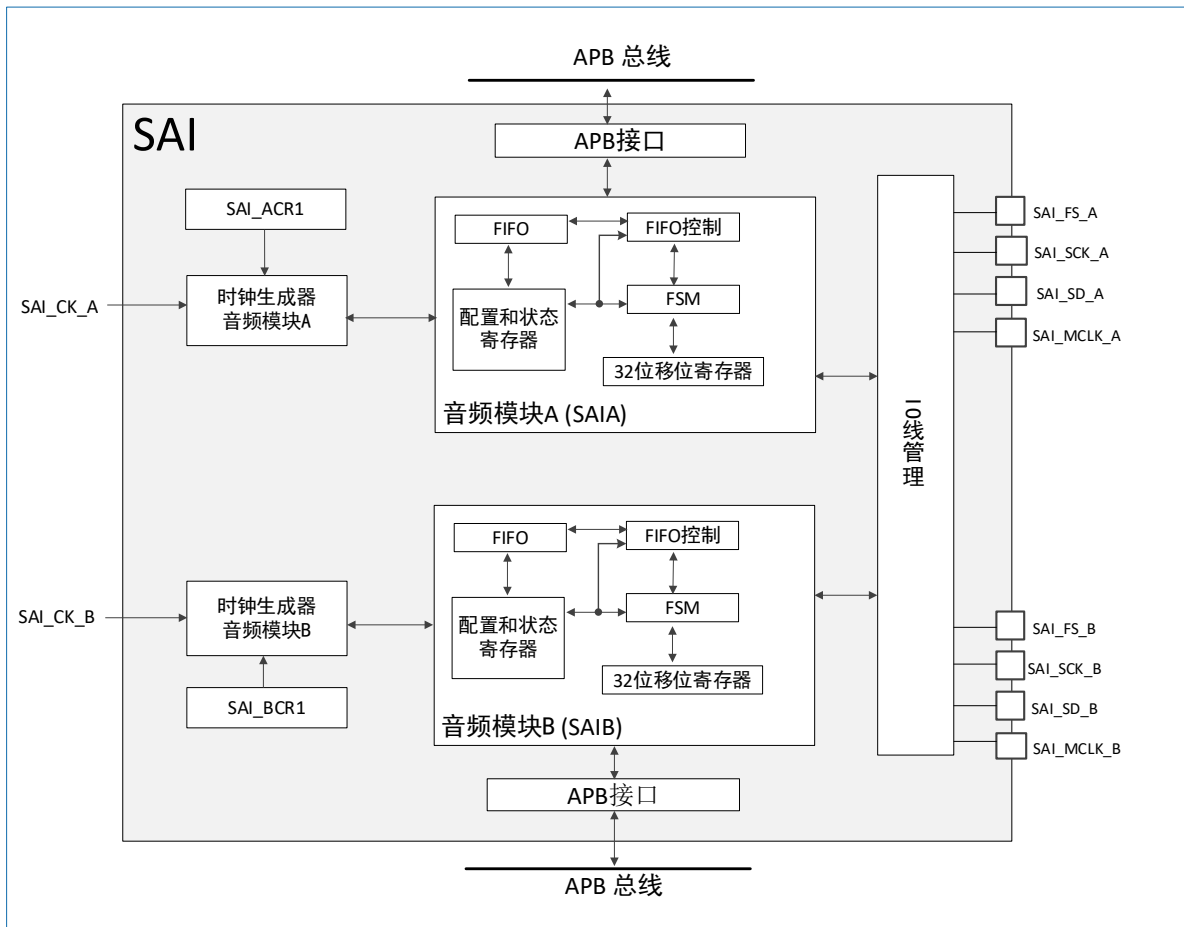 APB 总线
SAI
APB接口
SAI_ACR1
FIFO
FIFO控制
SAI_FS_A
SAI_SCK_A
SAI_CK_A
时钟生成器
音频模块A
配置和状态
寄存器
FSM
SAI_SD_A
SAI_MCLK_A
32位移位寄存器
音频模块A (SAIA)
IO线管理
FIFO
FIFO控制
SAI_CK_B
时钟生成器
音频模块B
配置和状态
寄存器
FSM
SAI_FS_B
SAI_SCK_B
32位移位寄存器
SAI_BCR1
SAI_SD_B
音频模块B (SAIB)
SAI_MCLK_B
APB接口
APB 总线